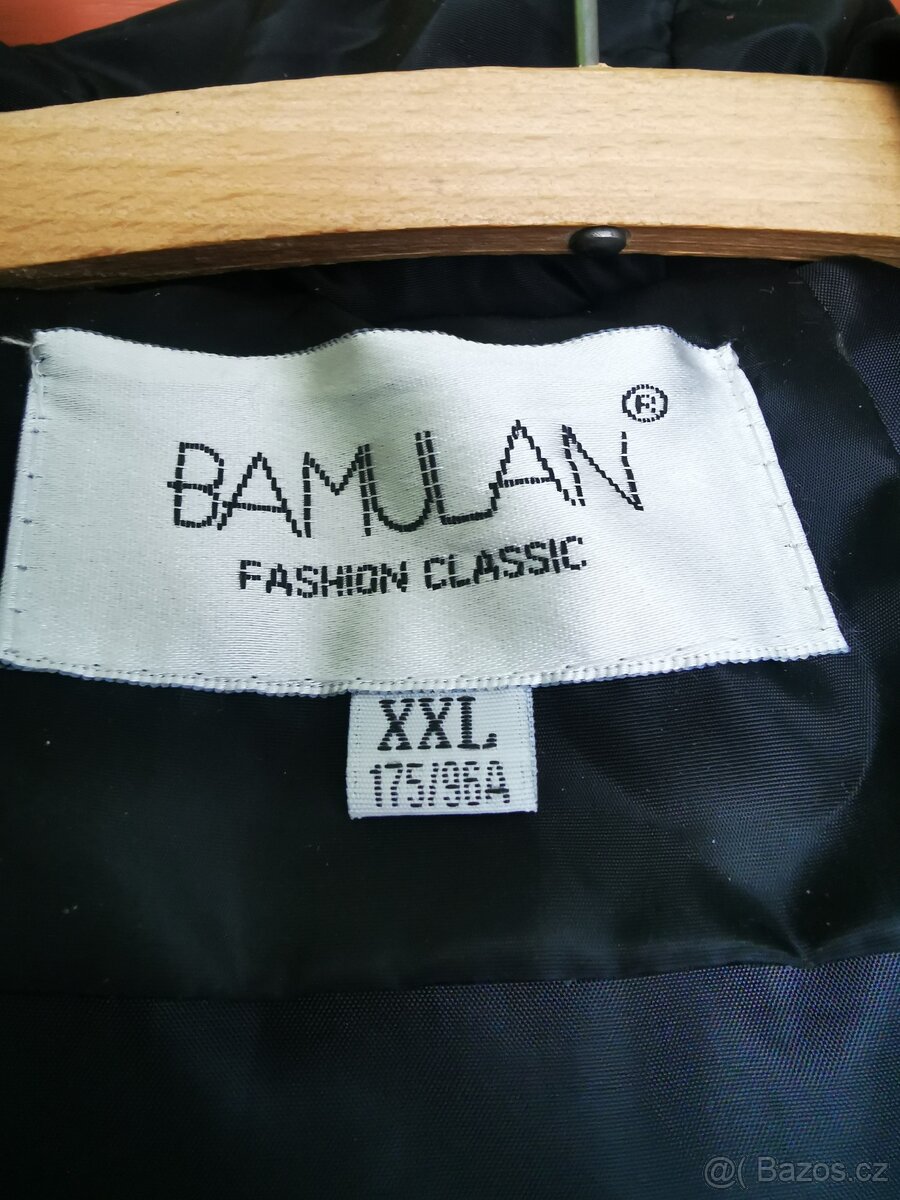 BAMULAN®
FASHION CLASSIC
XXL
175/96A
@( Bazos.cz